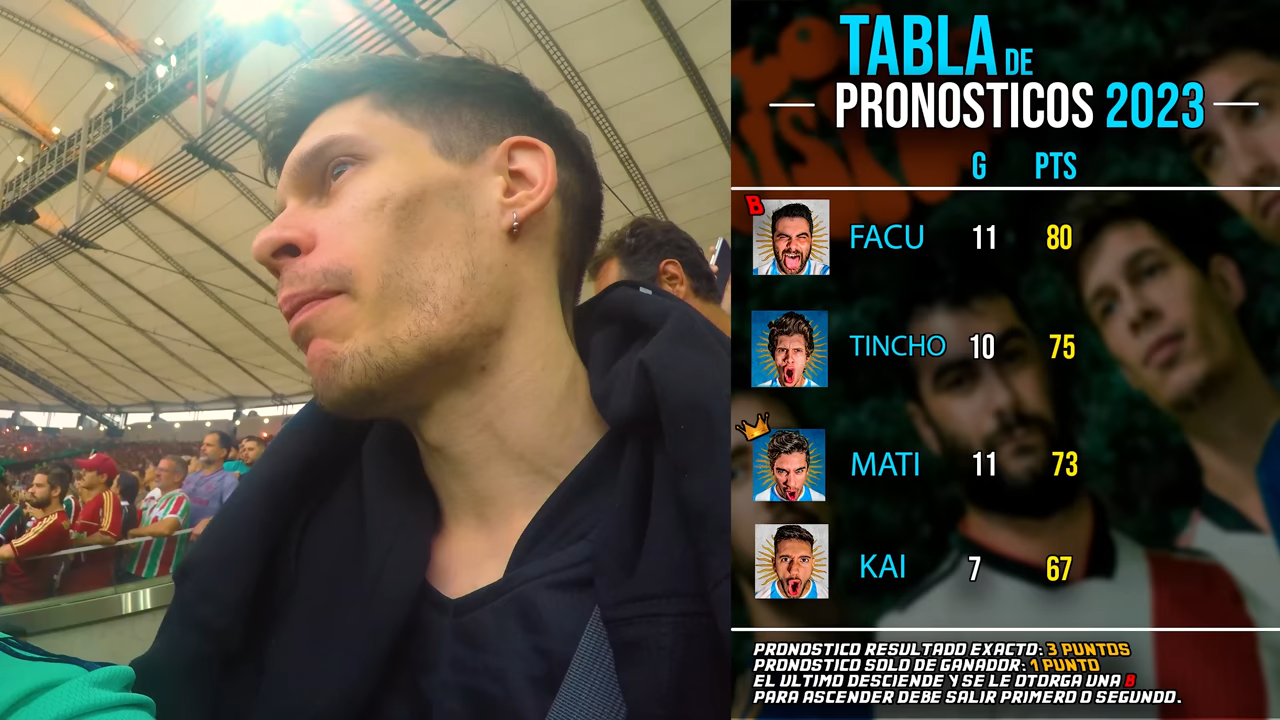 TABLA DE
PRONOSTICOS 2023
G PTS
B
FACU 11 80
TINCHO 10 75
MATI 11 73
KAI 7 67
PRONOSTICO RESULTADO EXACTO: 3 PUNTOS
PRONOSTICO SOLO DE GANADOR: 1 PUNTO
EL ULTIMO DESCIENDE Y SE LE OTORGA UNA B
PARA ASCENDER DEBE SALIR PRIMERO O SEGUNDO.